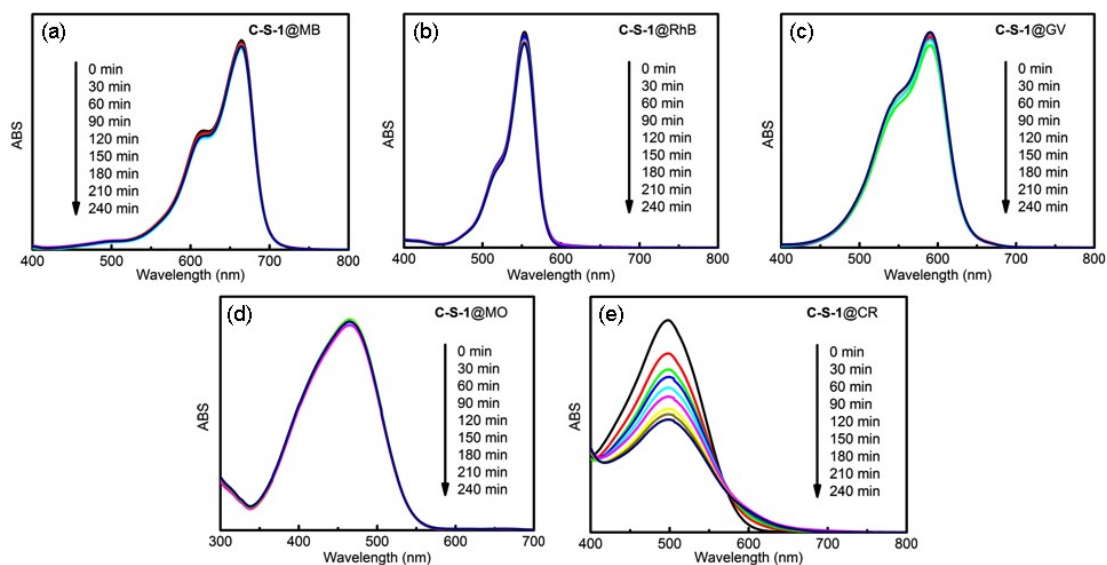 (a)
C-S-1@MB
0 min
30 min
60 min
90 min
120 min
150 min
180 min
210 min
240 min
ABS
400 500 600 700 800
Wavelength (nm)
(b)
C-S-1@RhB
0 min
30 min
60 min
90 min
120 min
150 min
180 min
210 min
240 min
ABS
400 500 600 700 800
Wavelength (nm)
(c)
C-S-1@GV
0 min
30 min
60 min
90 min
120 min
150 min
180 min
210 min
240 min
ABS
400 500 600 700 800
Wavelength (nm)
(d)
C-S-1@MO
0 min
30 min
60 min
90 min
120 min
150 min
180 min
210 min
240 min
ABS
300 400 500 600 700
Wavelength (nm)
(e)
C-S-1@CR
0 min
30 min
60 min
90 min
120 min
150 min
180 min
210 min
240 min
ABS
400 500 600 700 800
Wavelength (nm)